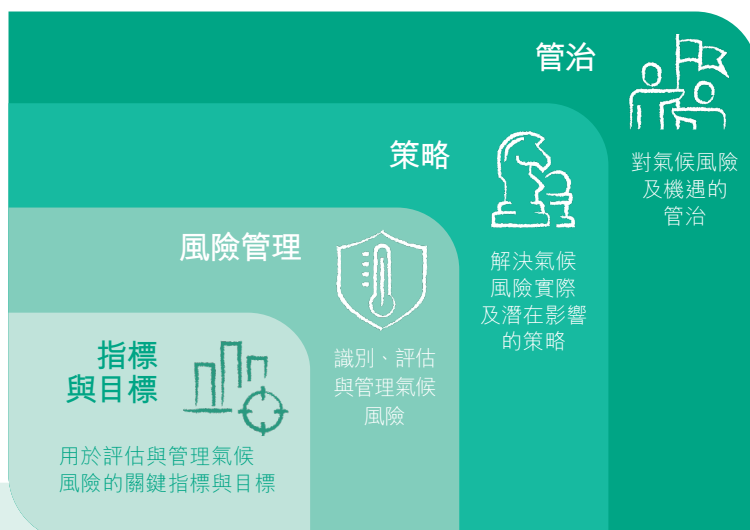 管治
對氣候風險
及機遇的
管治
策略
解決氣候
風險實際
及潛在影響
的策略
風險管理
識別、評估
與管理氣候
風險
指標
與目標
用於評估與管理氣候
風險的關鍵指標與目標